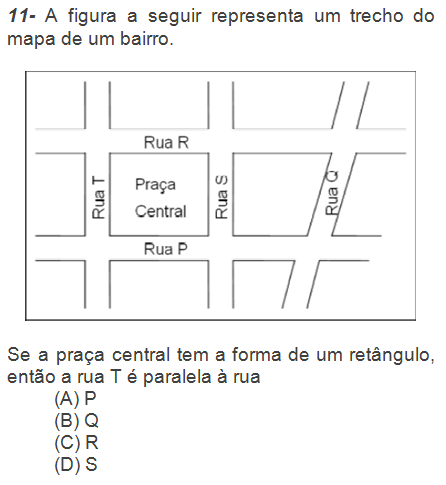 11- A figura a seguir representa um trecho do
mapa de um bairro.
Rua R
Rua T
Praça
Central
Rua S
Rua Q
Rua P
Se a praça central tem a forma de um retângulo,
então a rua T é paralela à rua
(A) P
(B) Q
(C) R
(D) S